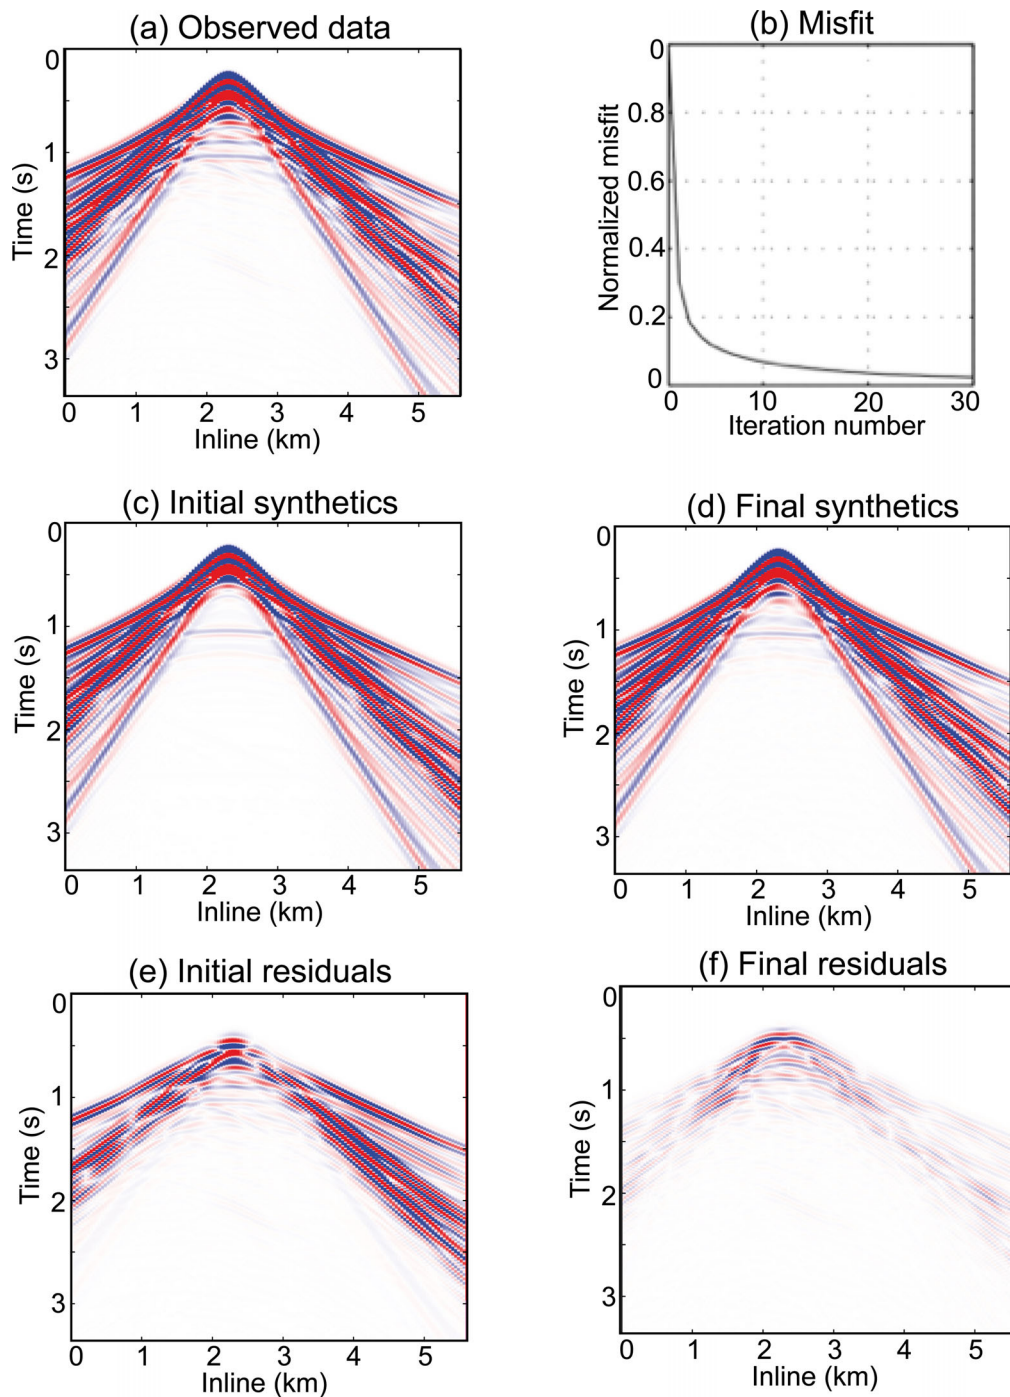 (a) Observed data
0
1
2
3
Time (s)
0 1 2 3 4 5
Inline (km)
(b) Misfit
0
0.8
0.6
0.4
0.2
0
Normalized misfit
0 10 20 30
Iteration number
(c) Initial synthetics
0
1
2
3
Time (s)
0 1 2 3 4 5
Inline (km)
(d) Final synthetics
0
1
2
3
Time (s)
0 1 2 3 4 5
Inline (km)
(e) Initial residuals
0
1
2
3
Time (s)
0 1 2 3 4 5
Inline (km)
(f) Final residuals
0
1
2
3
Time (s)
0 1 2 3 4 5
Inline (km)